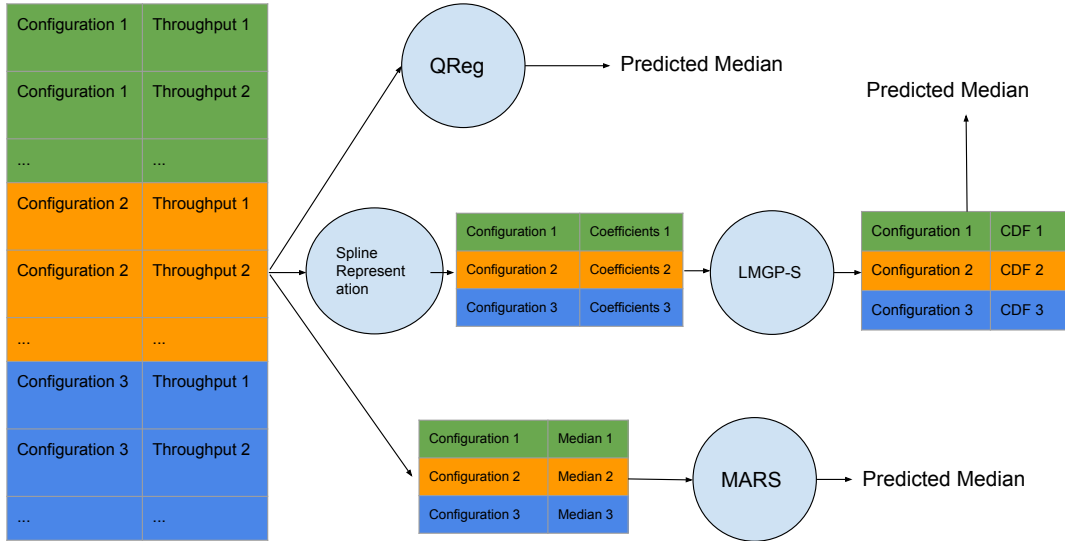 Configuration 1 Throughput 1
Configuration 1 Throughput 2
... ...
Configuration 2 Throughput 1
Configuration 2 Throughput 2
... ...
Configuration 3 Throughput 1
Configuration 3 Throughput 2
... ...
QReg
Predicted Median
Spline
Represent
ation
Configuration 1 Coefficients 1
Configuration 2 Coefficients 2
Configuration 3 Coefficients 3
LMGP-S
Predicted Median
Configuration 1 CDF 1
Configuration 2 CDF 2
Configuration 3 CDF 3
Configuration 1 Median 1
Configuration 2 Median 2
Configuration 3 Median 3
MARS
Predicted Median